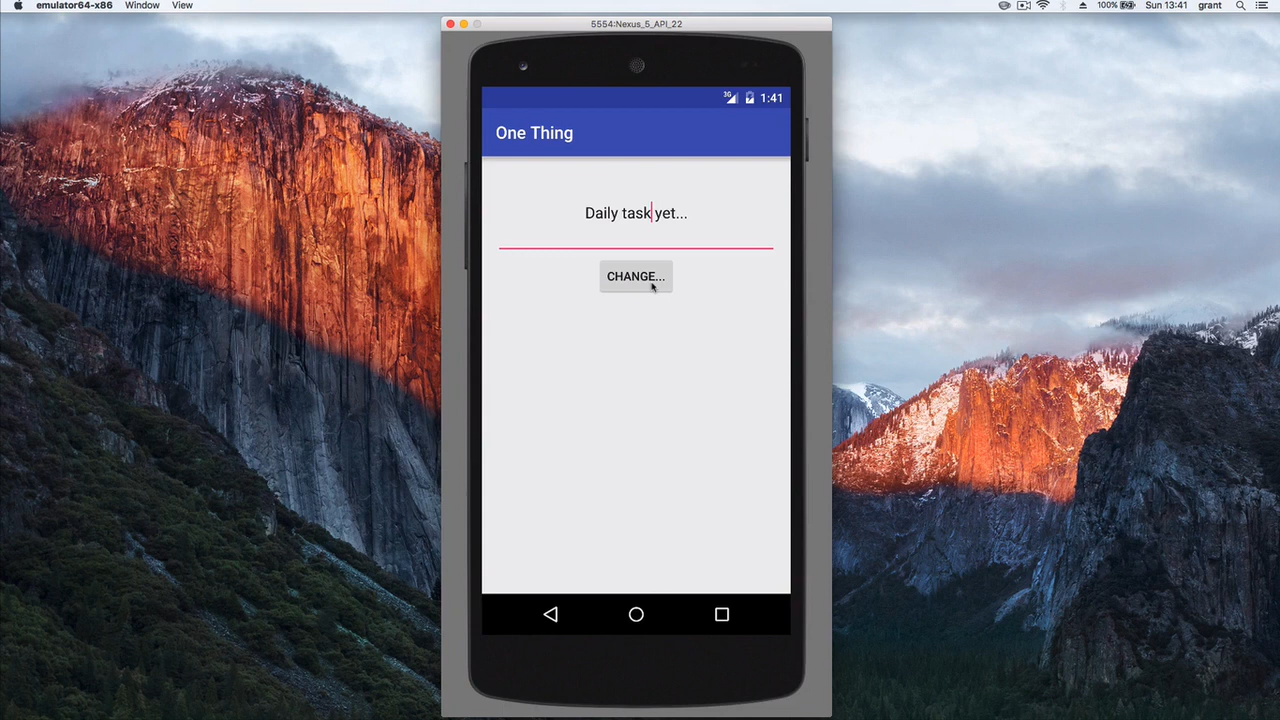 emulator64-x86 Window View 100% Sun 13:41 grant
5554:Nexus_5_API_22
3G 1:41
One Thing
Daily task yet...
CHANGE...